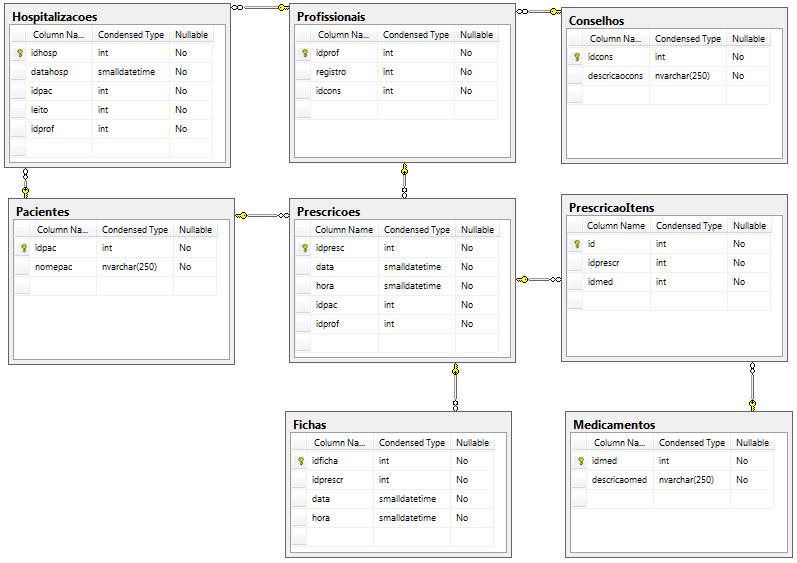 Hospitalizacoes
Column Na... Condensed Type Nullable
idhosp int No
datahosp smalldatetime No
idpac int No
leito int No
idprof int No
Profissionais
Column Na... Condensed Type Nullable
idprof int No
registro int No
idcons int No
Conselhos
Column Na... Condensed Type Nullable
idcons int No
descricaocons nvarchar(250) No
Pacientes
Column Na... Condensed Type Nullable
idpac int No
nomepac nvarchar(250) No
Prescricoes
Column Name Condensed Type Nullable
idpresc int No
data smalldatetime No
hora smalldatetime No
idpac int No
idprof int No
PrescricaoItens
Column Name Condensed Type Nullable
id int No
idprescr int No
idmed int No
Fichas
Column Na... Condensed Type Nullable
idficha int No
idprescr int No
data smalldatetime No
hora smalldatetime No
Medicamentos
Column Na... Condensed Type Nullable
idmed int No
descricaomed nvarchar(250) No